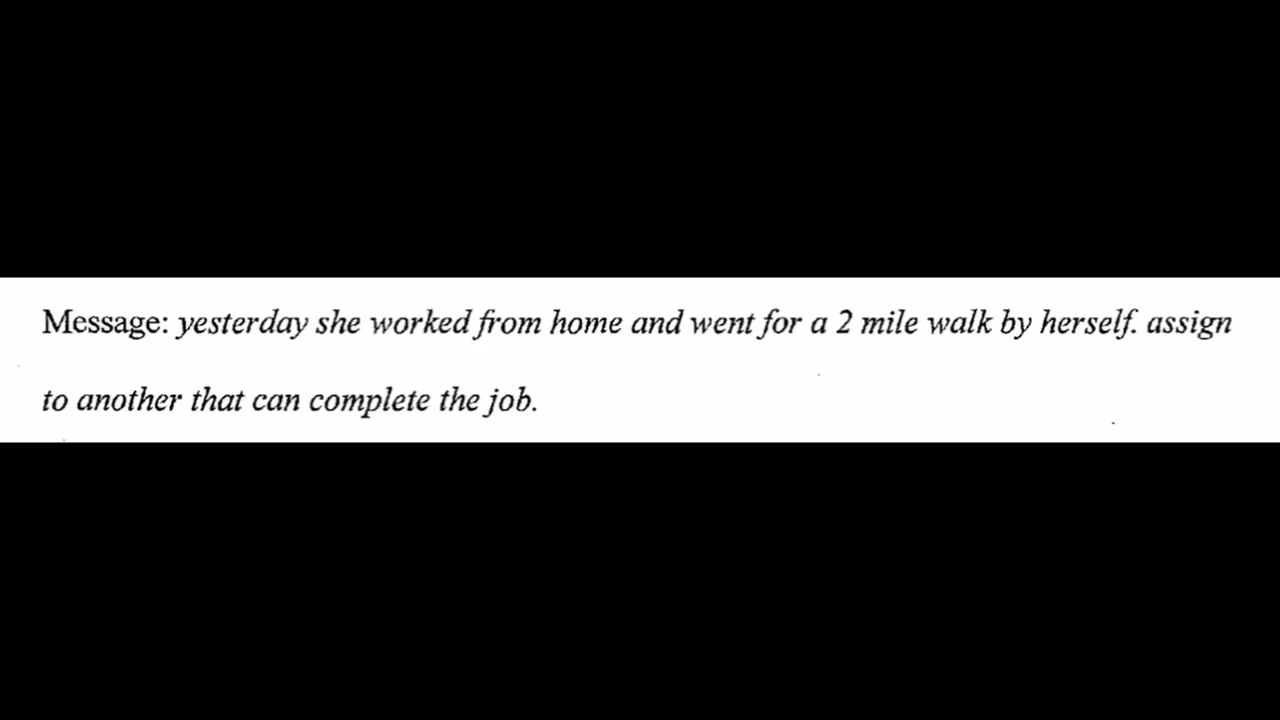 Message: yesterday she worked from home and went for a 2 mile walk by herself. assign
to another that can complete the job.